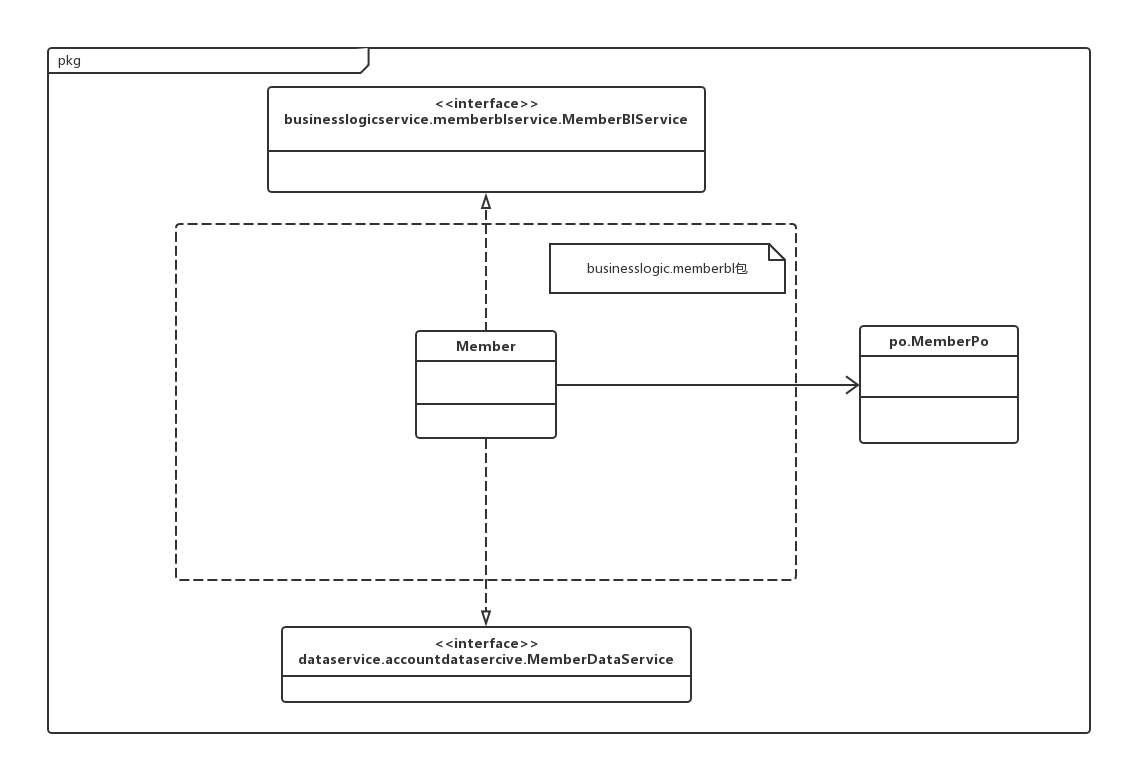 pkg
<<interface>>
businesslogicservice.memberblservice.MemberBlService
businesslogic.memberbl包
Member
po.MemberPo
<<interface>>
dataservice.accountdatasercive.MemberDataService